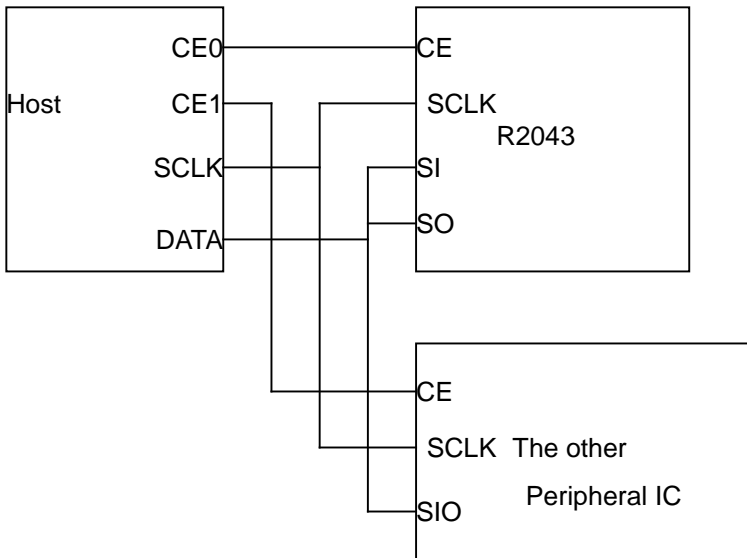 CE0
CE
Host
CE1
SCLK
R2043
SCLK
SI
SO
DATA
CE
SCLK The other
Peripheral IC
SIO